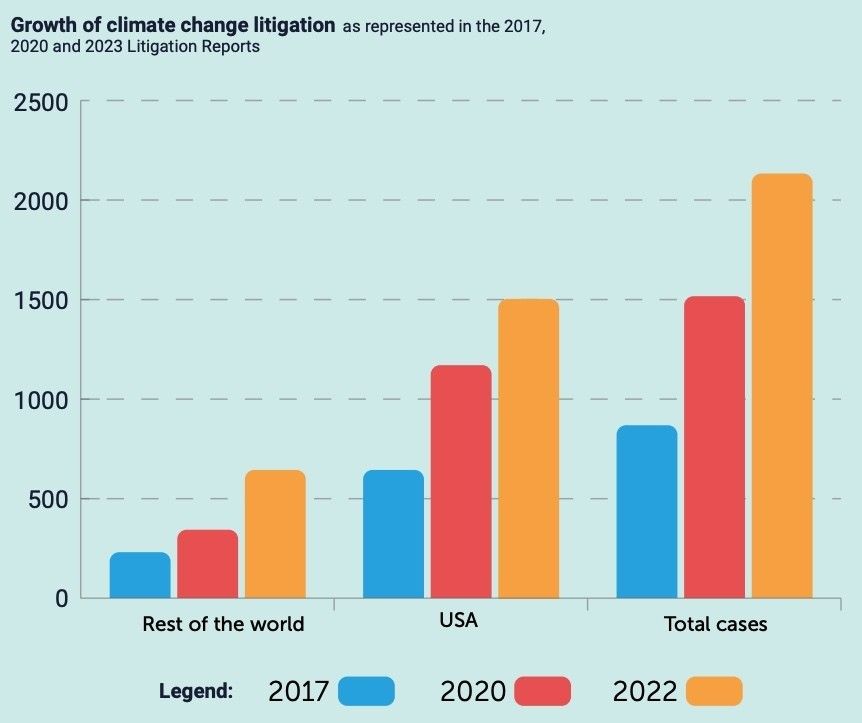 Growth of climate change litigation as represented in the 2017,
2020 and 2023 Litigation Reports
2500
2000
1500
1000
500
0
Rest of the world
USA
Total cases
Legend: 2017 2020 2022